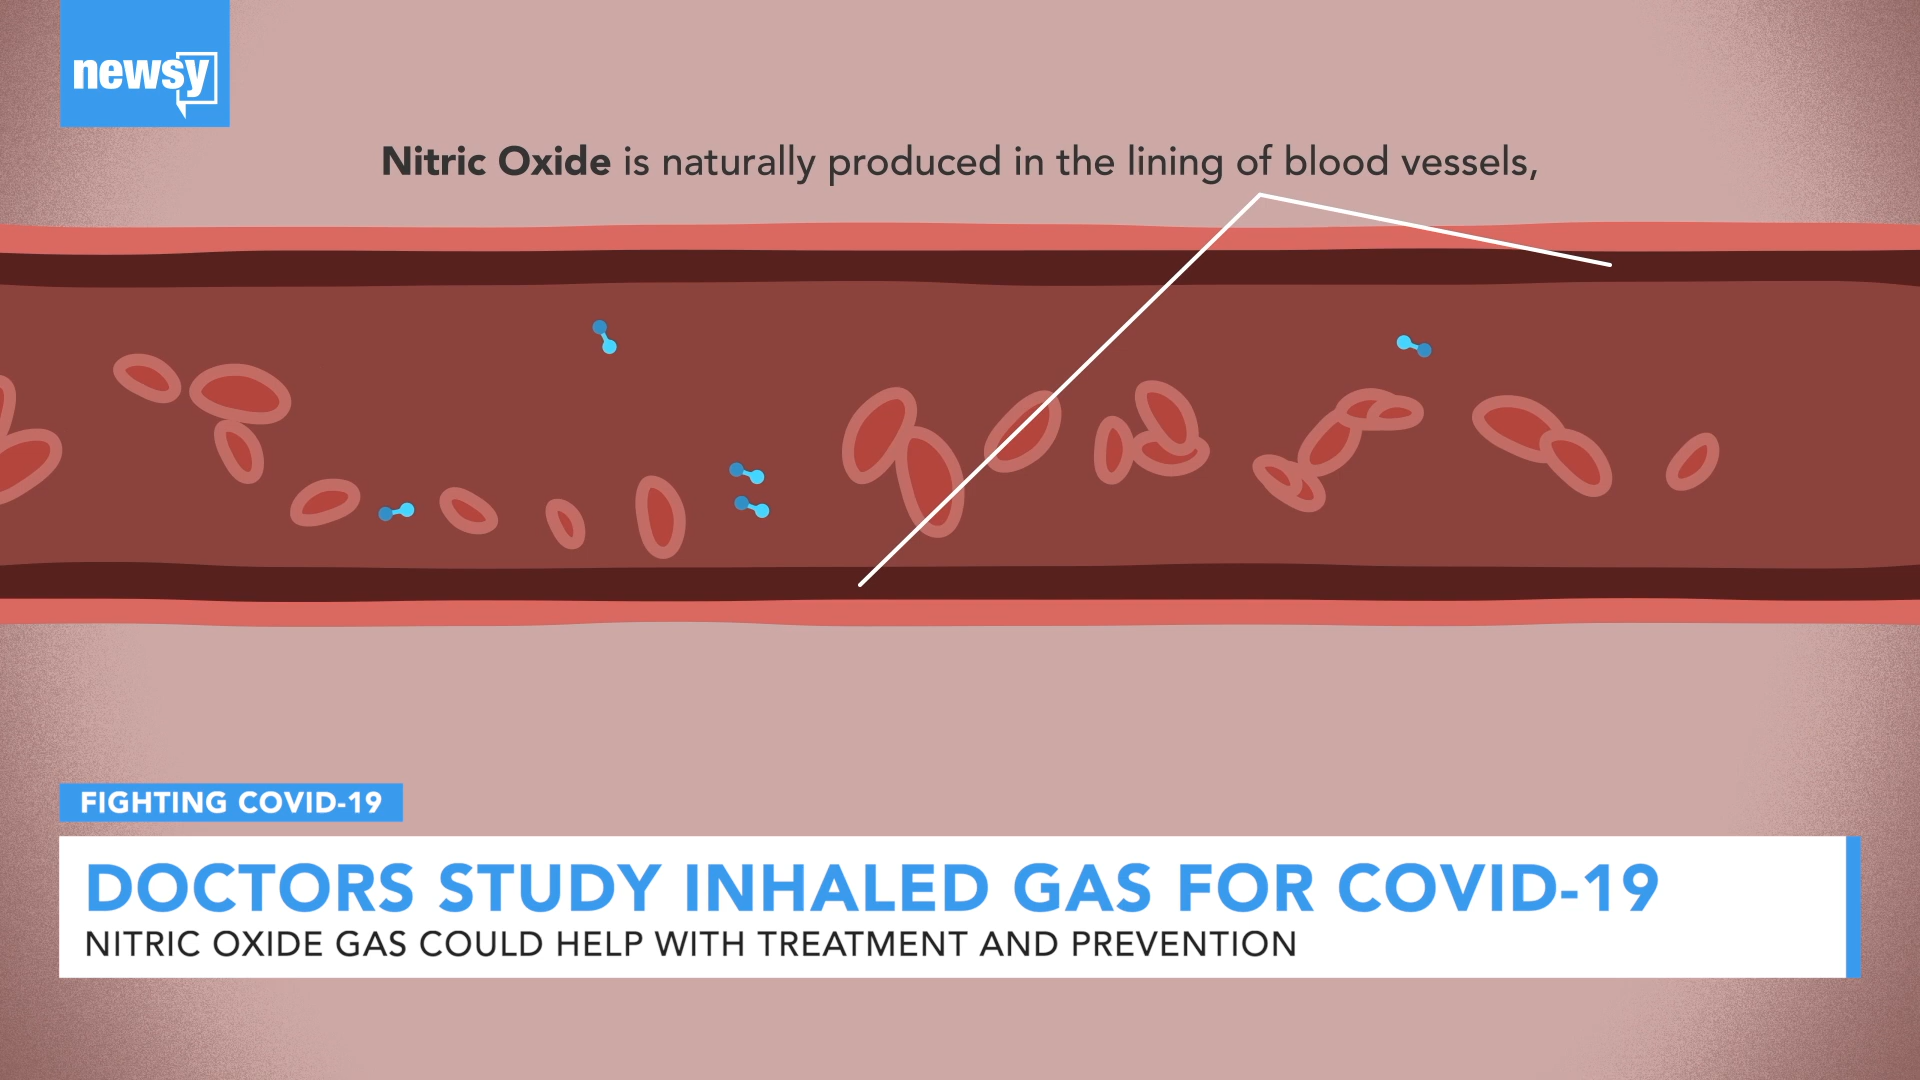 newsy
Nitric Oxide is naturally produced in the lining of blood vessels,
FIGHTING COVID-19
DOCTORS STUDY INHALED GAS FOR COVID-19
NITRIC OXIDE GAS COULD HELP WITH TREATMENT AND PREVENTION